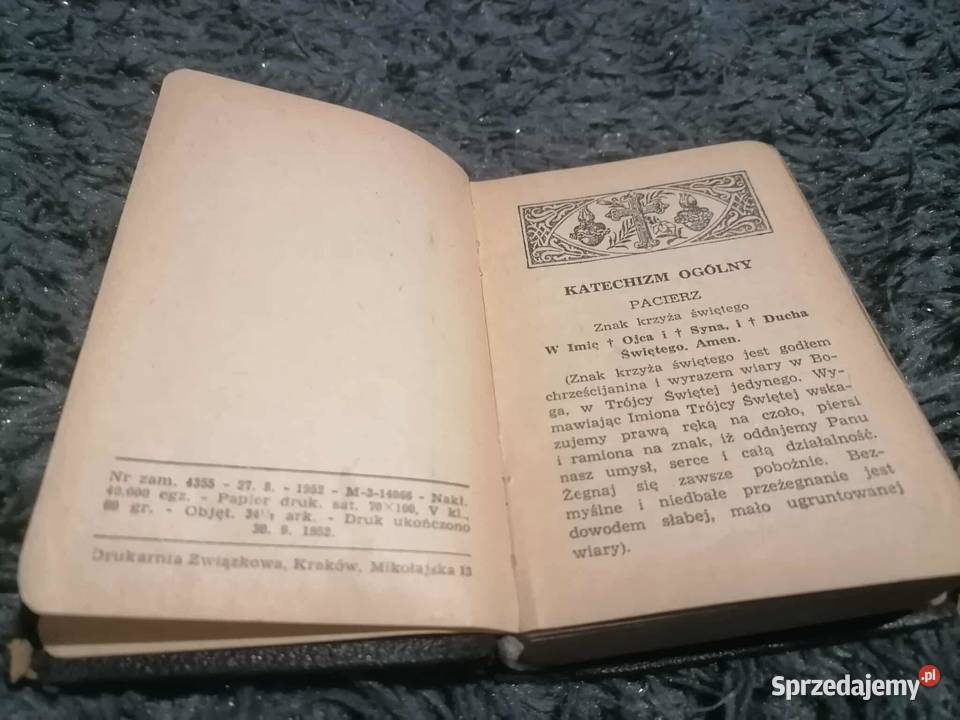 Nr zam. 4355 - 27. 8. - 1952 - M-3-14066 - Nakł.
40.000 egz. - Papier druk. sat. 70×100, V kl.,
60 gr. - Objęt. ark. - Druk ukończono
30. 9. 1952.
Drukarnia Związkowa, Kraków, Mikołajska 13
KATECHIZM OGÓLNY
PACIERZ
Znak krzyża świętego
W Imię † Ojca i † Syna, i † Ducha
Świętego. Amen.
(Znak krzyża świętego jest godłem
chrześcijanina i wyrazem wiary w Bo-
ga, w Trójcy Świętej jedynego. Wy-
mawiając Imiona Trójcy Świętej wska-
zujemy prawą ręką na czoło, piersi
i ramiona na znak, iż oddajemy Panu
nasz umysł, serce i całą działalność.
Żegnaj się zawsze pobożnie. Bez-
myślne i niedbałe przeżegnanie jest
dowodem słabej, mało ugruntowanej
wiary).
Sprzedajemy.pl